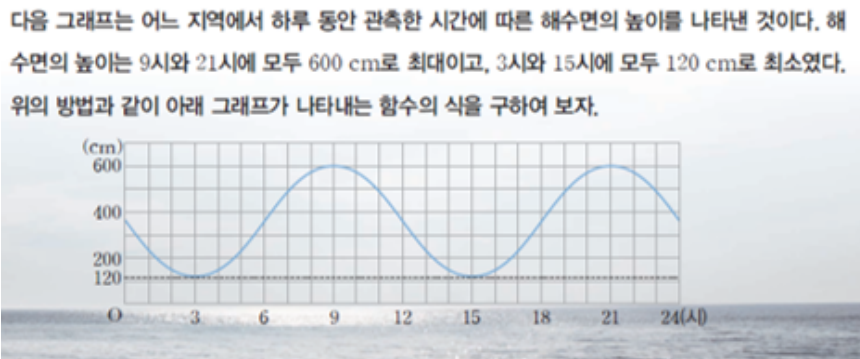 다음 그래프는 어느 지역에서 하루 동안 관측한 시간에 따른 해수면의 높이를 나타낸 것이다. 해
수면의 높이는 9시와 21시에 모두 600 cm로 최대이고, 3시와 15시에 모두 120 cm로 최소였다.
위의 방법과 같이 아래 그래프가 나타내는 함수의 식을 구하여 보자.
(cm)
600
400
200
120
O 3 6 9 12 15 18 21 24(시)